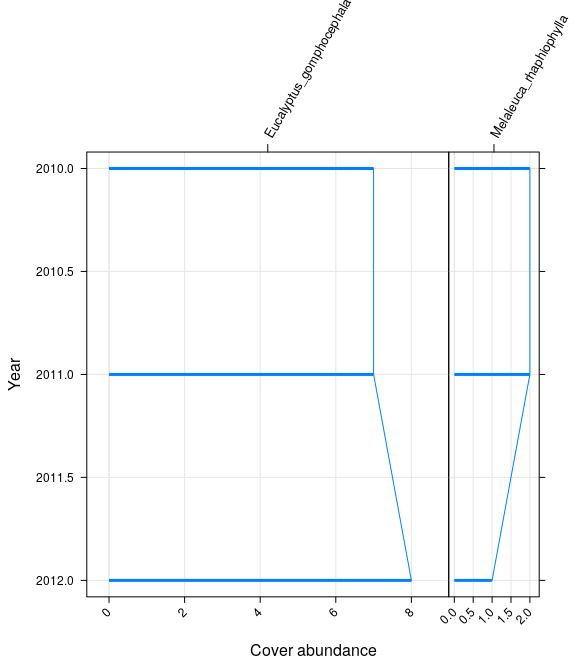 Eucalyptus_gomphocephala
Melaleuca_rhaphiophylla
2010.0
2010.5
2011.0
2011.5
2012.0
Year
0 2 4 6 8 0.0 0.5 1.0 1.5 2.0
Cover abundance